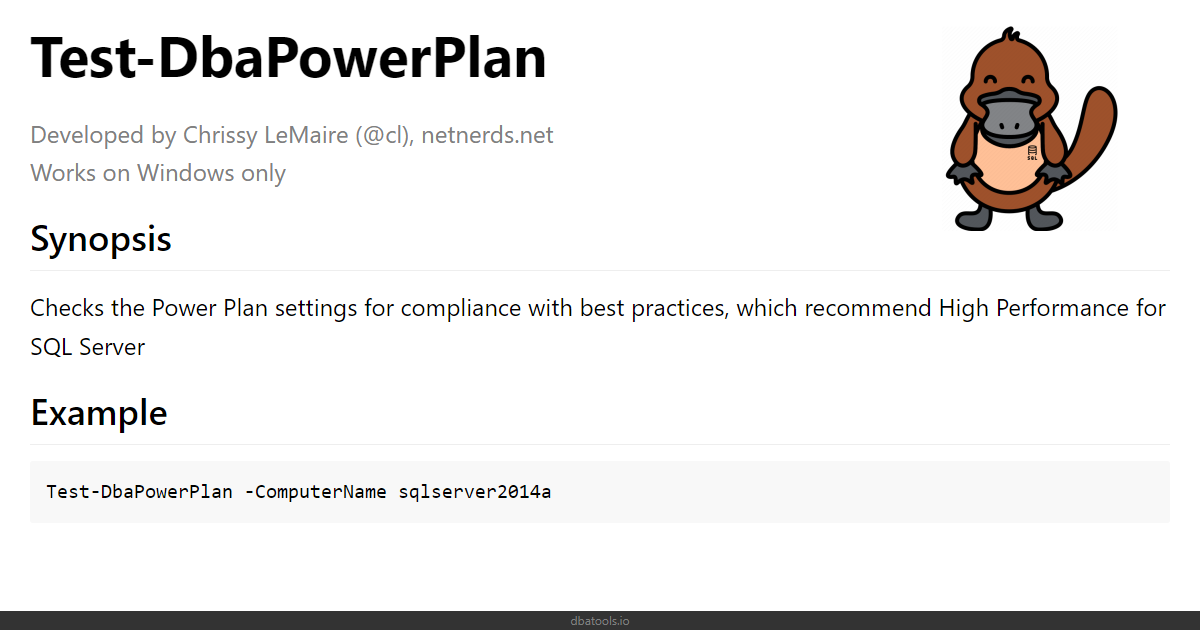 Test-DbaPowerPlan
Developed by Chrissy LeMaire (@cl), netnerds.net
Works on Windows only
SQL
Synopsis
Checks the Power Plan settings for compliance with best practices, which recommend High Performance for
SQL Server
Example
Test-DbaPowerPlan -ComputerName sqlserver2014a
dbatools.io